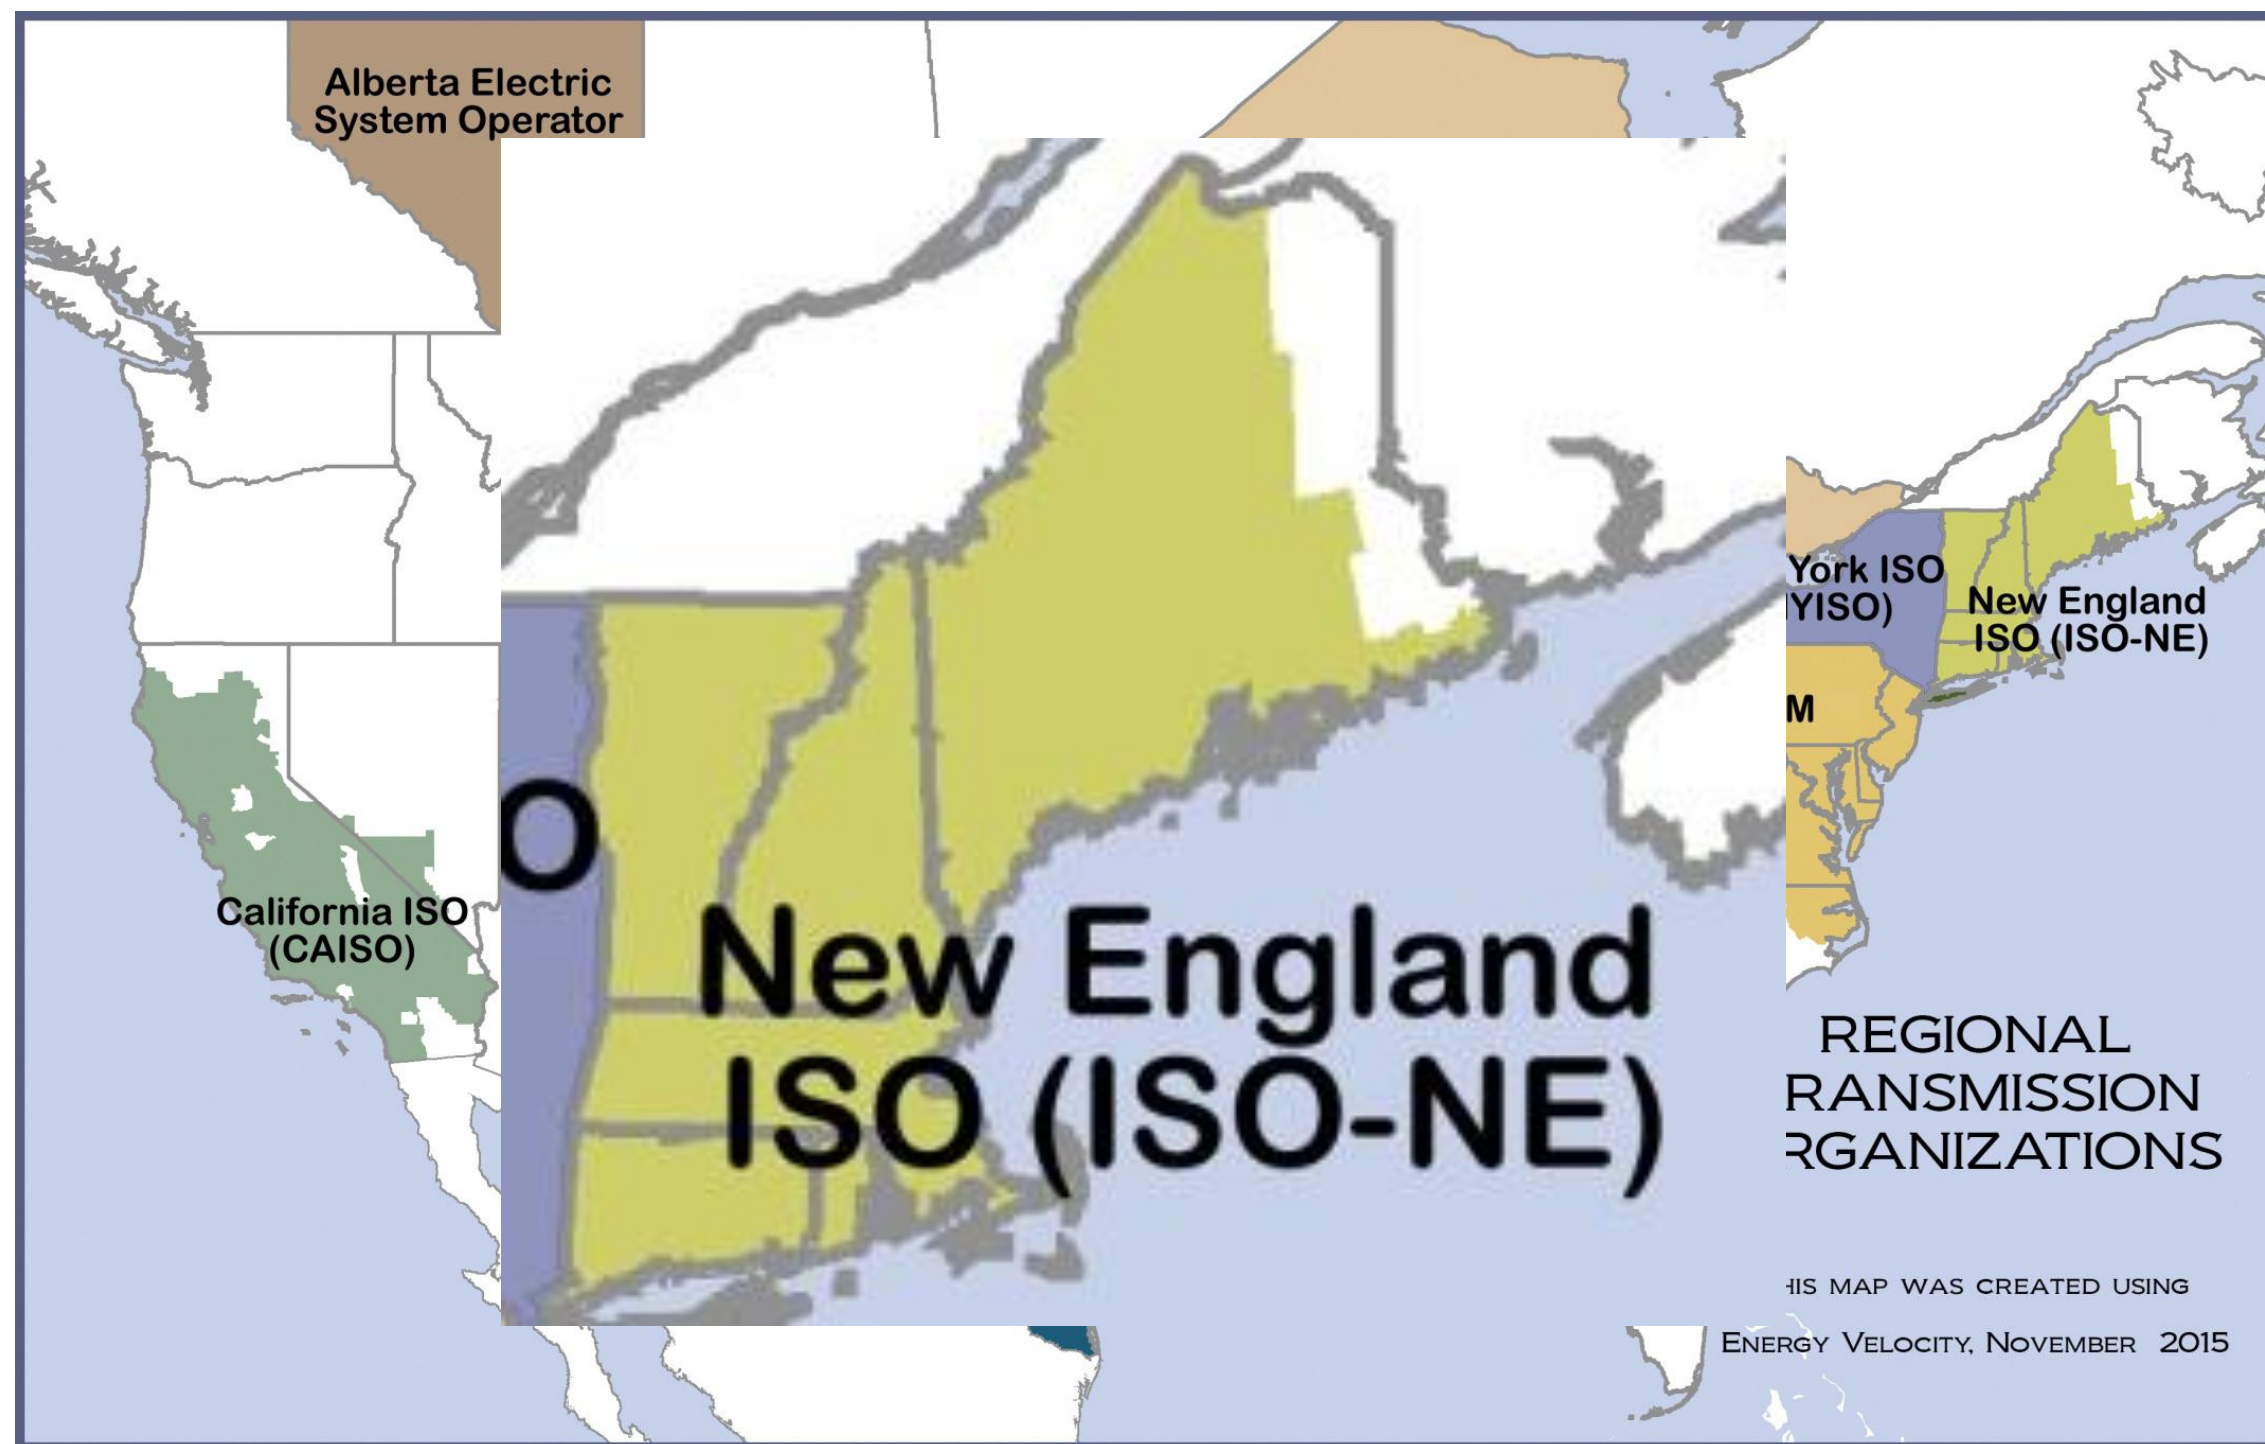 Alberta Electric
System Operator
California ISO
(CAISO)
O
New England
ISO (ISO-NE)
York ISO
YISO)
New England
ISO (ISO-NE)
M
REGIONAL
RANSMISSION
RGANIZATIONS
HIS MAP WAS CREATED USING
ENERGY VELOCITY, NOVEMBER 2015